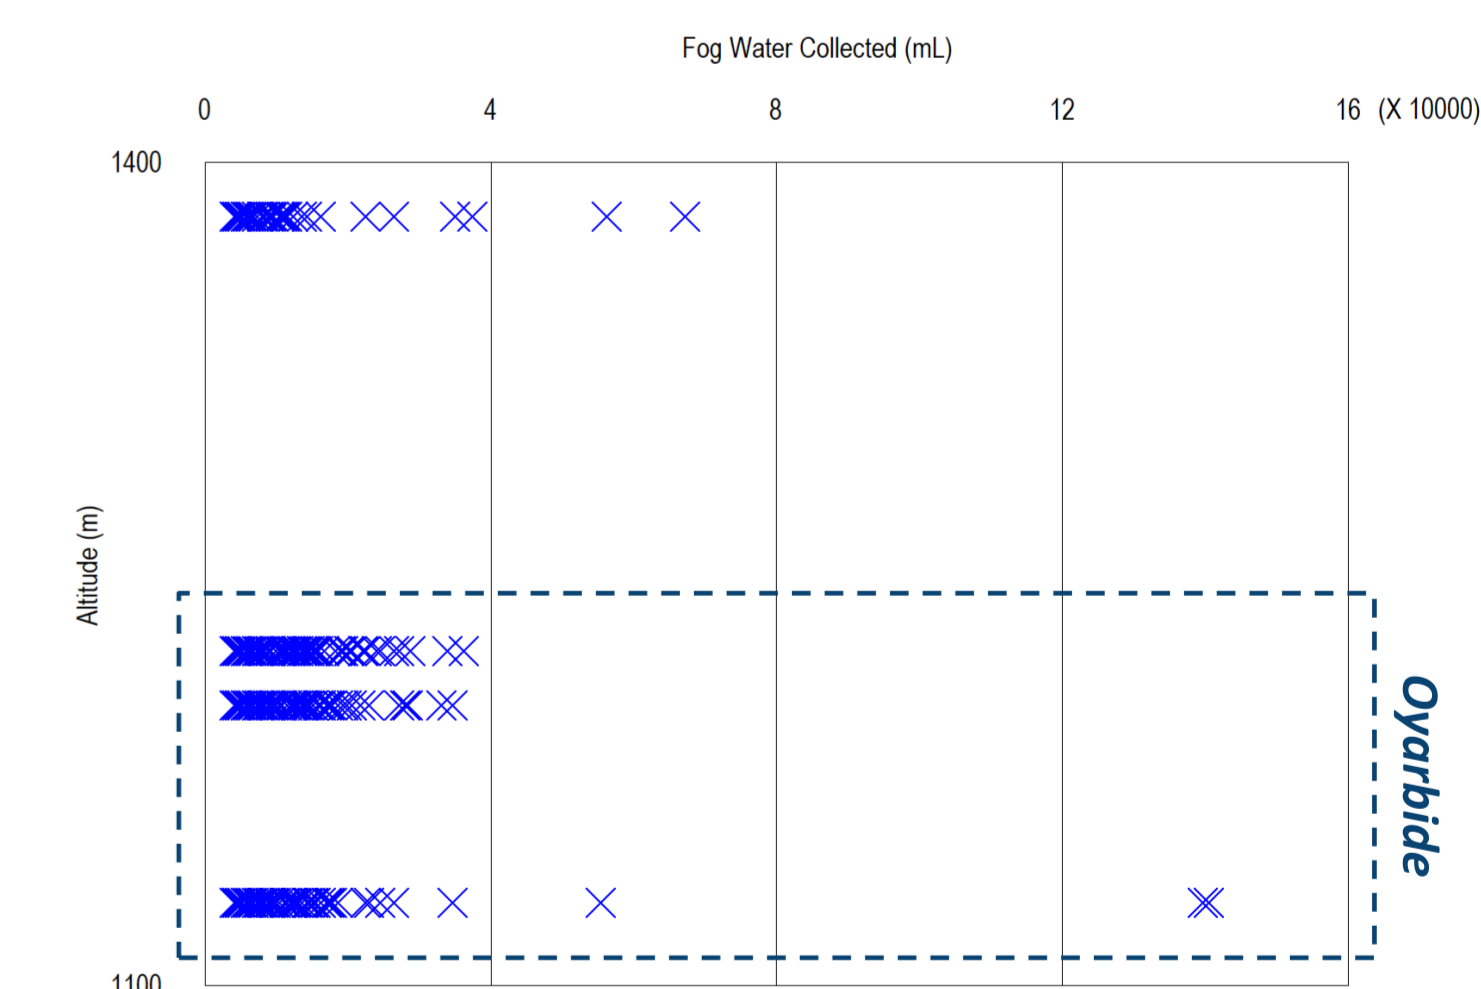 Fog Water Collected (mL)
0 4 8 12 16 (X 10000)
1400
Altitude (m)
Oyarbide
1100